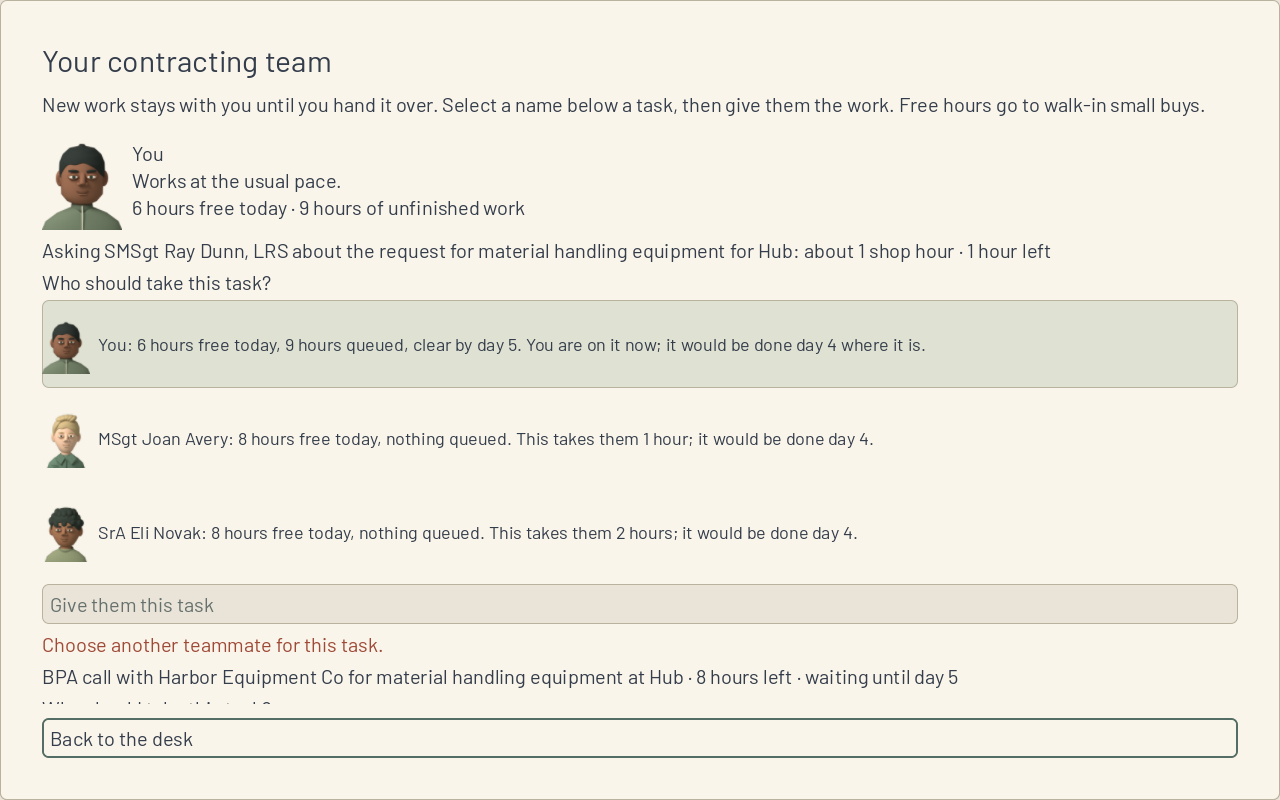 Your contracting team
New work stays with you until you hand it over. Select a name below a task, then give them the work. Free hours go to walk-in small buys.
You
Works at the usual pace.
6 hours free today · 9 hours of unfinished work
Asking SMSgt Ray Dunn, LRS about the request for material handling equipment for Hub: about 1 shop hour · 1 hour left
Who should take this task?
You: 6 hours free today, 9 hours queued, clear by day 5. You are on it now; it would be done day 4 where it is.
MSgt Joan Avery: 8 hours free today, nothing queued. This takes them 1 hour; it would be done day 4.
SrA Eli Novak: 8 hours free today, nothing queued. This takes them 2 hours; it would be done day 4.
Give them this task
Choose another teammate for this task.
BPA call with Harbor Equipment Co for material handling equipment at Hub · 8 hours left · waiting until day 5
Back to the desk